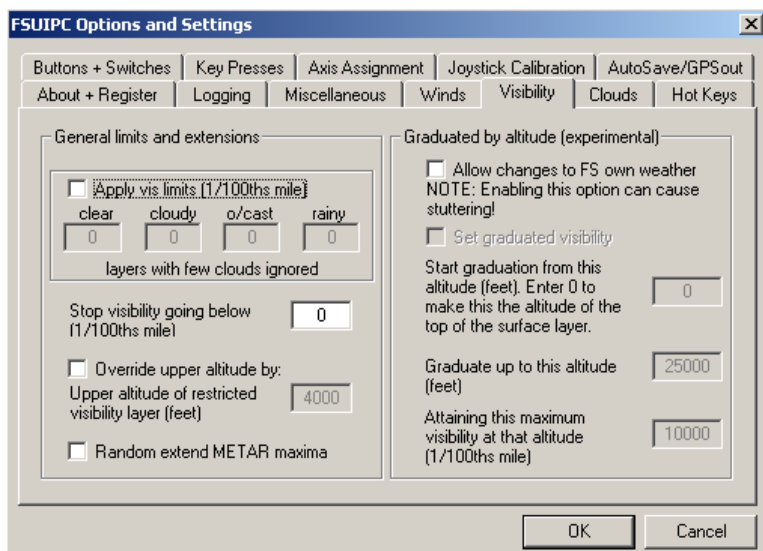 FSUIPC Options and Settings
Buttons + Switches
Key Presses
Axis Assignment
Joystick Calibration
AutoSave/GPSout
About + Register
Logging
Miscellaneous
Winds
Visibility
Clouds
Hot Keys
General limits and extensions
Apply vis limits (1/100ths mile)
clear cloudy o/cast rainy
0 0 0 0
layers with few clouds ignored
Stop visibility going below
(1/100ths mile)
0
Override upper altitude by:
Upper altitude of restricted
visibility layer (feet)
4000
Random extend METAR maxima
Graduated by altitude (experimental)
Allow changes to FS own weather
NOTE: Enabling this option can cause
stuttering!
Set graduated visibility
Start graduation from this
altitude (feet). Enter 0 to
make this the altitude of the
top of the surface layer.
0
Graduate up to this altitude
(feet)
25000
Attaining this maximum
visibility at that altitude
(1/100ths mile)
10000
OK
Cancel